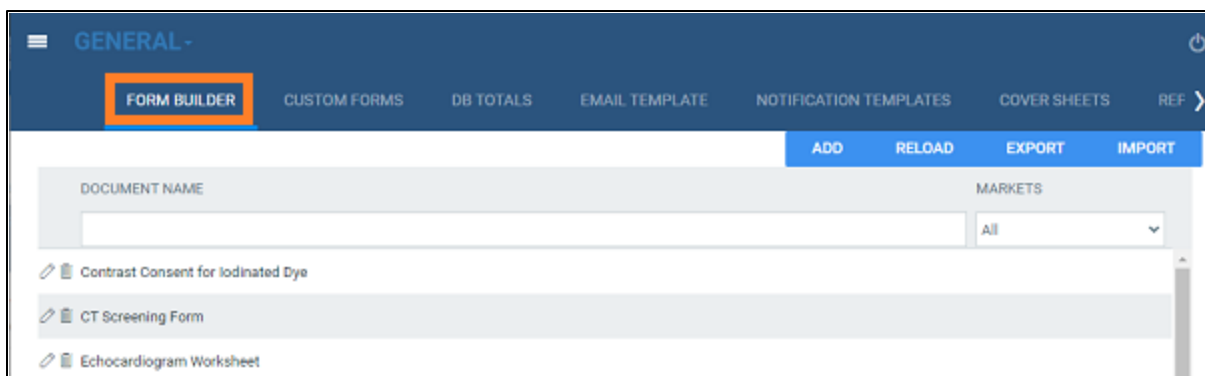 GENERAL
FORM BUILDER CUSTOM FORMS DB TOTALS EMAIL TEMPLATE NOTIFICATION TEMPLATES COVER SHEETS REF
ADD RELOAD EXPORT IMPORT
DOCUMENT NAME MARKETS
All
Contrast Consent for Iodinated Dye
CT Screening Form
Echocardiogram Worksheet